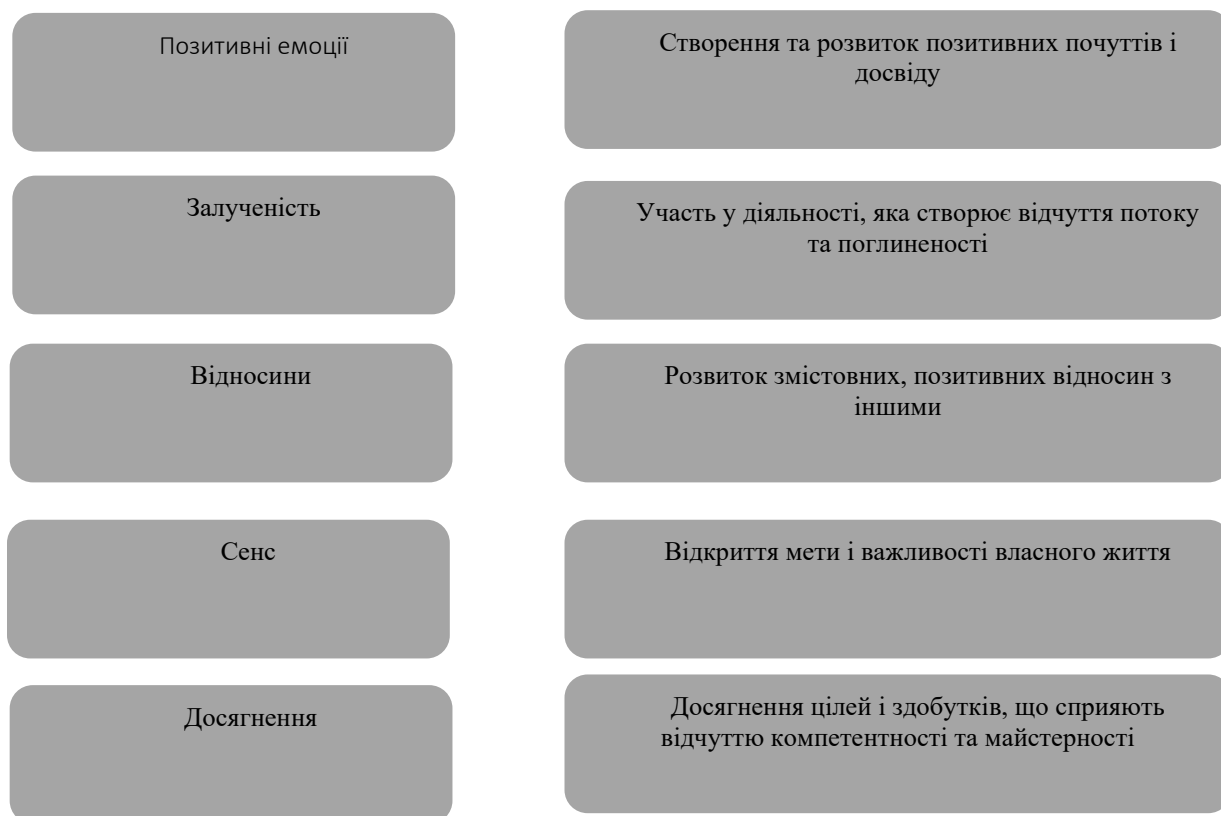 Позитивні емоції
Створення та розвиток позитивних почуттів і
досвіду
Залученість
Участь у діяльності, яка створює відчуття потоку
та поглиненості
Відносини
Розвиток змістовних, позитивних відносин з
іншими
Сенс
Відкриття мети і важливості власного життя
Досягнення
Досягнення цілей і здобутків, що сприяють
відчуттю компетентності та майстерності